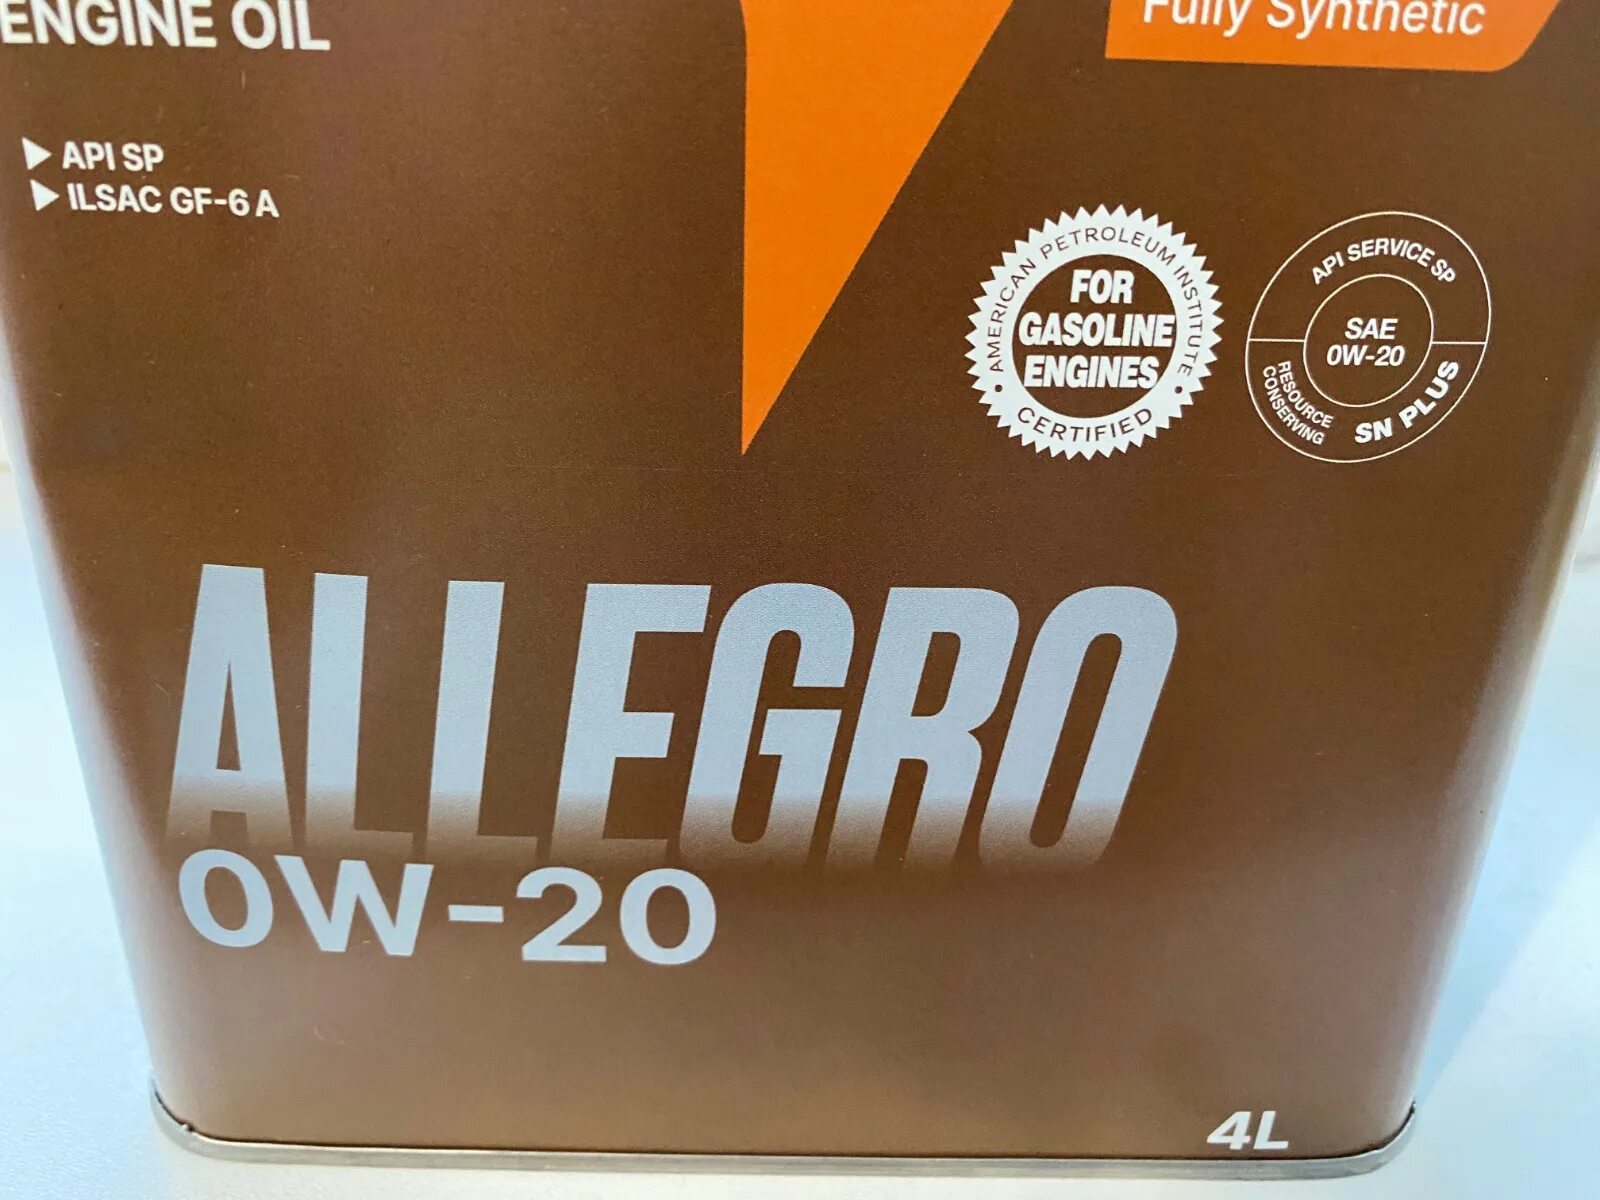 ENGINE OIL
Fully Synthetic
▶ API SP
▶ ILSAC GF-6 A
AMERICAN PETROLEUM INSTITUTE
FOR
GASOLINE
ENGINES
CERTIFIED
API SERVICE SP
SAE
0W-20
RESOURCE
CONSERVING
SN PLUS
ALLEGRO
0W-20
4L